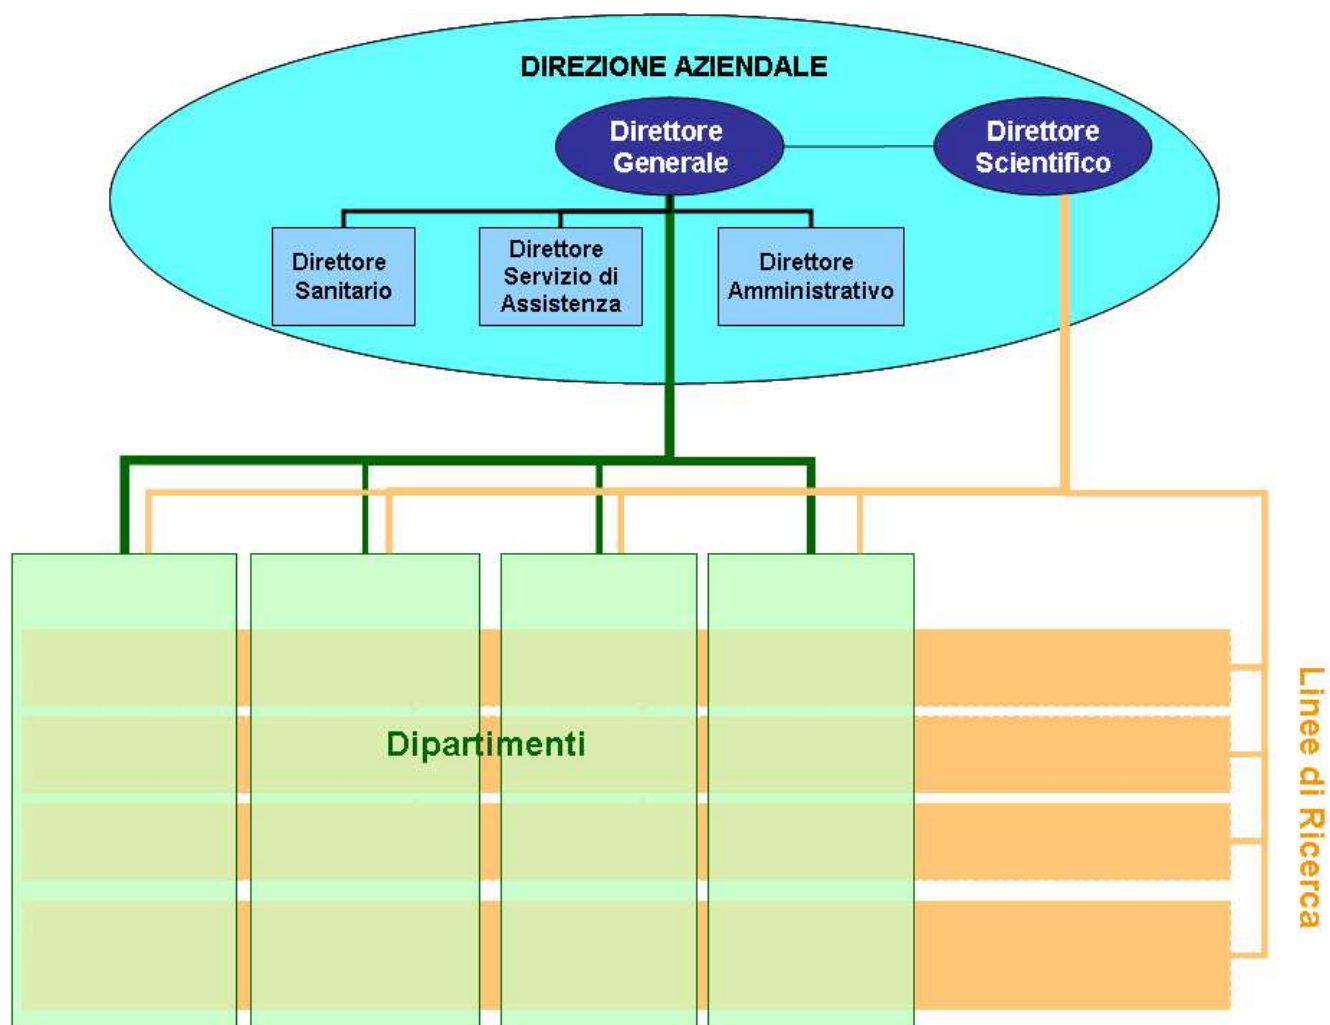 DIREZIONE AZIENDALE
Direttore
Generale
Direttore
Scientifico
Direttore
Sanitario
Direttore
Servizio di
Assistenza
Direttore
Amministrativo
Dipartimenti
Linee di Ricerca